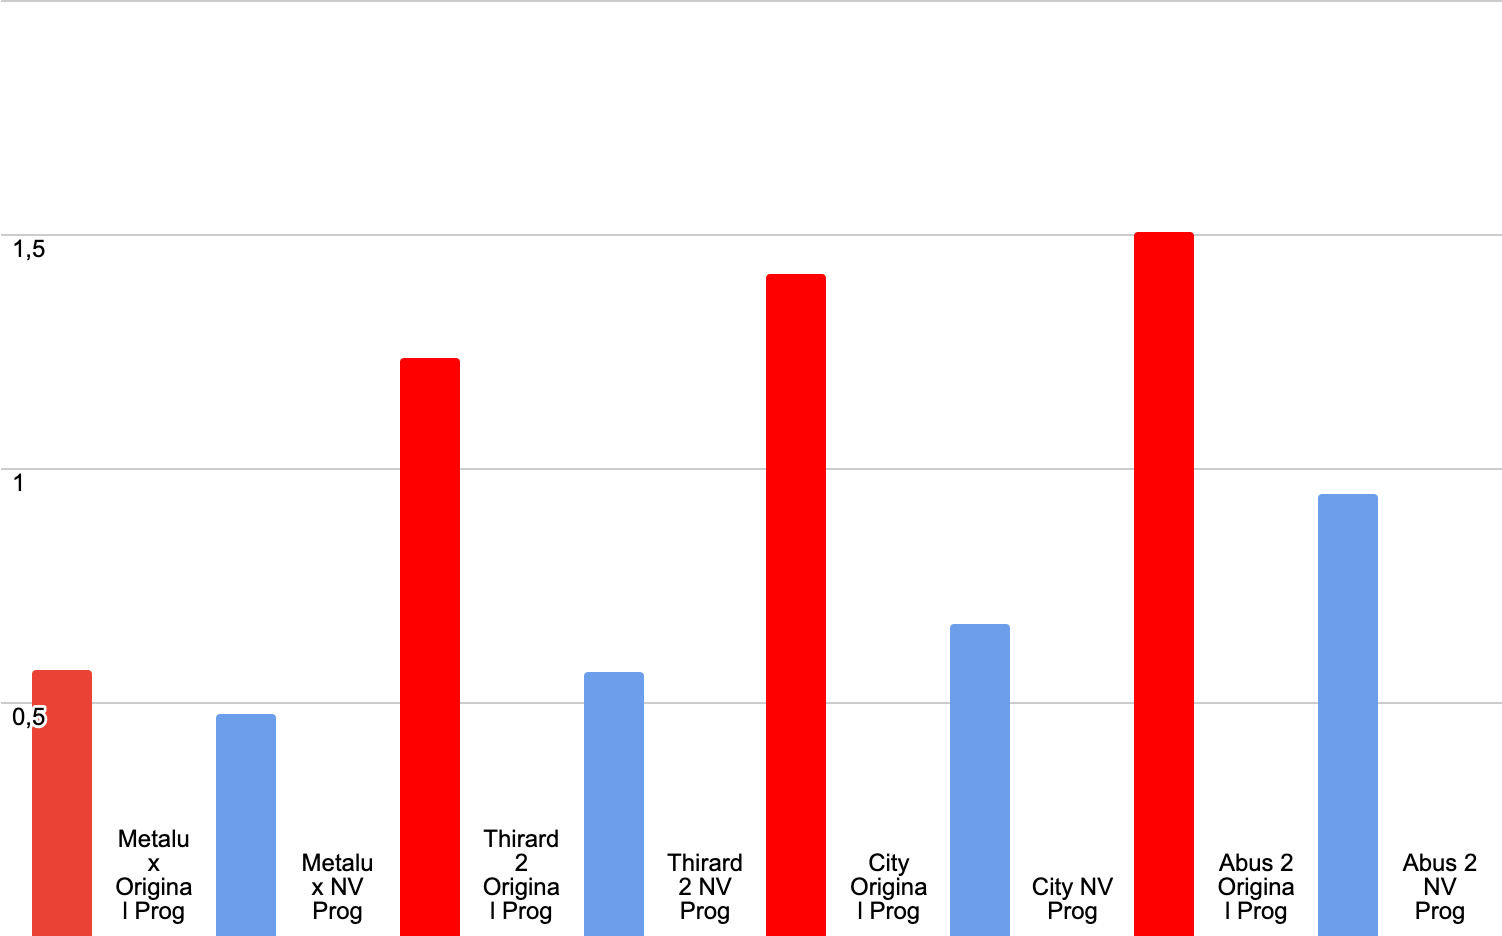 1,5
1
0,5
Metalu
x
Origina
l Prog
Metalu
x NV
Prog
Thirard
2
Origina
l Prog
Thirard
2 NV
Prog
City
Origina
l Prog
City NV
Prog
Abus 2
Origina
l Prog
Abus 2
NV
Prog